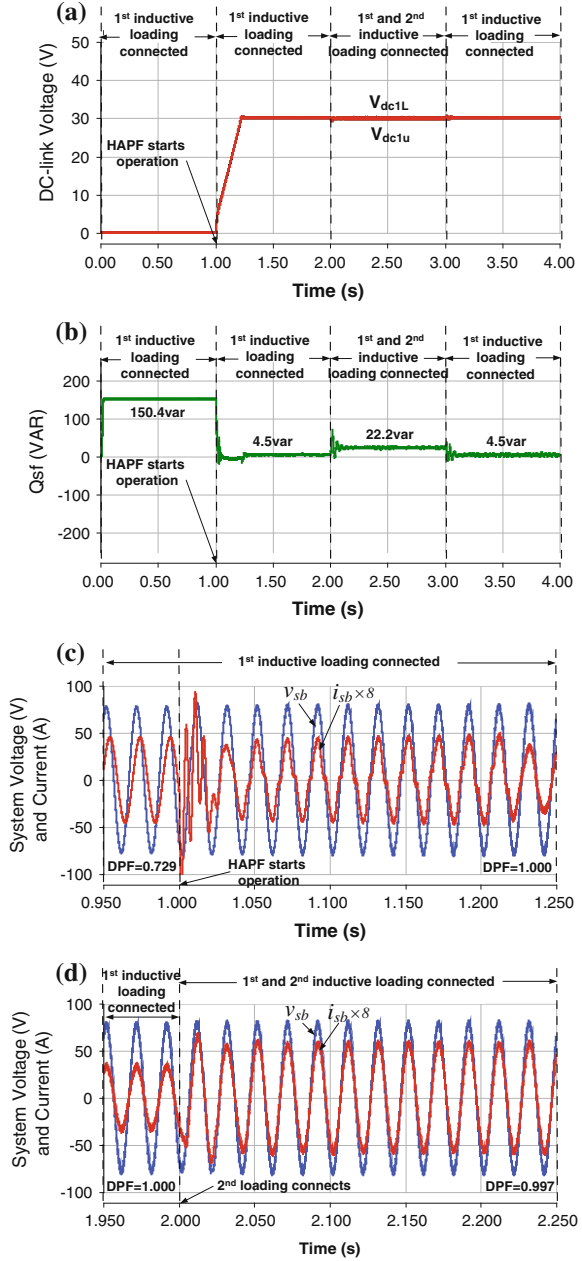 (a)
1st inductive loading connected
1st inductive loading connected
1st and 2nd inductive loading connected
1st inductive loading connected
DC-link Voltage (V)
50
40
30
20
10
0
VdC1L
Vdc1u
HAPF starts operation
0.00 0.50 1.00 1.50 2.00 2.50 3.00 3.50 4.00
Time (s)
(b)
1st inductive loading connected
1st inductive loading connected
1st and 2nd inductive loading connected
1st inductive loading connected
Qsf (VAR)
200
100
0
-100
-200
150.4var
4.5var
22.2var
4.5var
HAPF starts operation
0.00 0.50 1.00 1.50 2.00 2.50 3.00 3.50 4.00
Time (s)
(c)
1st inductive loading connected
System Voltage (V) and Current (A)
100
50
0
-50
-100
vsb
isb×8
DPF=0.729
HAPF starts operation
DPF=1.000
0.950 1.000 1.050 1.100 1.150 1.200 1.250
Time (s)
(d)
1st inductive loading connected
1st and 2nd inductive loading connected
System Voltage (V) and Current (A)
100
50
0
-50
-100
vsb
isb×8
DPF=1.000
2nd loading connects
DPF=0.997
1.950 2.000 2.050 2.100 2.150 2.200 2.250
Time (s)